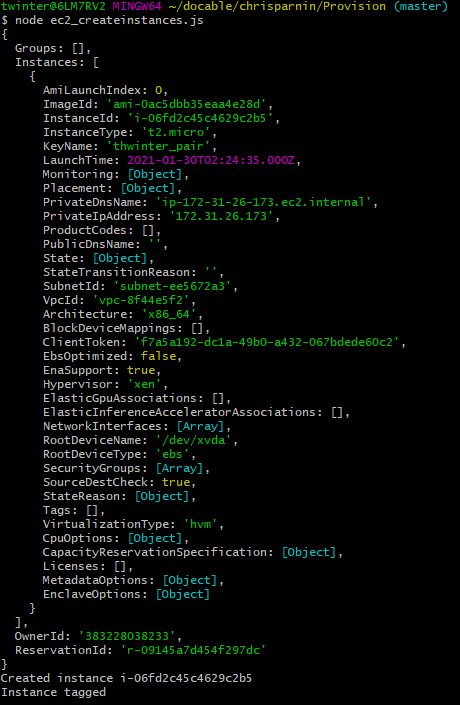 twinter@6LM7RV2 MINGW64 ~/docable/chrisparnin/Provision (master)
$ node ec2_createinstances.js
{
  Groups: [],
  Instances: [
    {
      AmiLaunchIndex: 0,
      ImageId: 'ami-0ac5dbb35eaa4e28d',
      InstanceId: 'i-06fd2c45c4629c2b5',
      InstanceType: 't2.micro',
      KeyName: 'thwinter_pair',
      LaunchTime: 2021-01-30T02:24:35.000Z,
      Monitoring: [Object],
      Placement: [Object],
      PrivateDnsName: 'ip-172-31-26-173.ec2.internal',
      PrivateIpAddress: '172.31.26.173',
      ProductCodes: [],
      PublicDnsName: '',
      State: [Object],
      StateTransitionReason: '',
      SubnetId: 'subnet-ee5672a3',
      VpcId: 'vpc-8f44e5f2',
      Architecture: 'x86_64',
      BlockDeviceMappings: [],
      ClientToken: 'f7a5a192-dc1a-49b0-a432-067bdede60c2',
      EbsOptimized: false,
      EnaSupport: true,
      Hypervisor: 'xen',
      ElasticGpuAssociations: [],
      ElasticInferenceAcceleratorAssociations: [],
      NetworkInterfaces: [Array],
      RootDeviceName: '/dev/xvda',
      RootDeviceType: 'ebs',
      SecurityGroups: [Array],
      SourceDestCheck: true,
      StateReason: [Object],
      Tags: [],
      VirtualizationType: 'hvm',
      CpuOptions: [Object],
      CapacityReservationSpecification: [Object],
      Licenses: [],
      MetadataOptions: [Object],
      EnclaveOptions: [Object]
    }
  ],
  OwnerId: '383228038233',
  ReservationId: 'r-09145a7d454f297dc'
}
Created instance i-06fd2c45c4629c2b5
Instance tagged